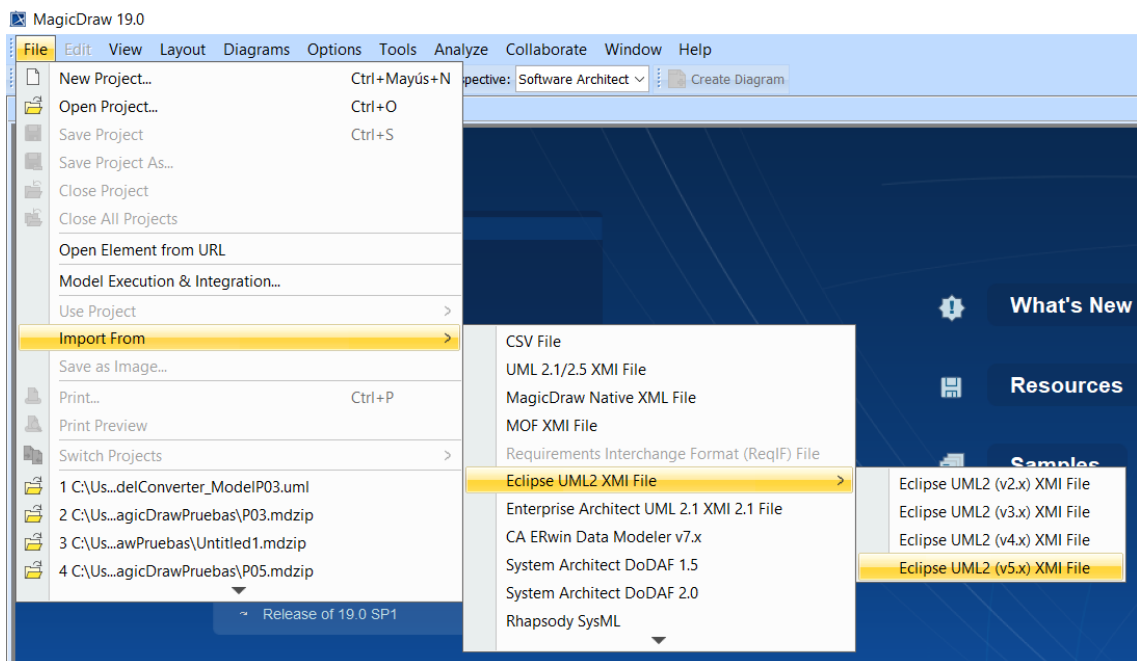 MagicDraw 19.0
File Edit View Layout Diagrams Options Tools Analyze Collaborate Window Help
New Project... Ctrl+Mayús+N
spective: Software Architect Create Diagram
Open Project... Ctrl+O
Save Project Ctrl+S
Save Project As...
Close Project
Close All Projects
Open Element from URL
Model Execution & Integration...
Use Project >
Import From >
Save as Image...
Print... Ctrl+P
Print Preview
Switch Projects >
1 C:\Us...delConverter_ModelP03.uml
2 C:\Us...agicDrawPruebas\P03.mdzip
3 C:\Us...awPruebas\Untitled1.mdzip
4 C:\Us...agicDrawPruebas\P05.mdzip
Release of 19.0 SP1
CSV File
UML 2.1/2.5 XMI File
MagicDraw Native XML File
MOF XMI File
Requirements Interchange Format (ReqIF) File
Eclipse UML2 XMI File >
Enterprise Architect UML 2.1 XMI 2.1 File
CA ERwin Data Modeler v7.x
System Architect DoDAF 1.5
System Architect DoDAF 2.0
Rhapsody SysML
What's New
Resources
Samples
Eclipse UML2 (v2.x) XMI File
Eclipse UML2 (v3.x) XMI File
Eclipse UML2 (v4.x) XMI File
Eclipse UML2 (v5.x) XMI File